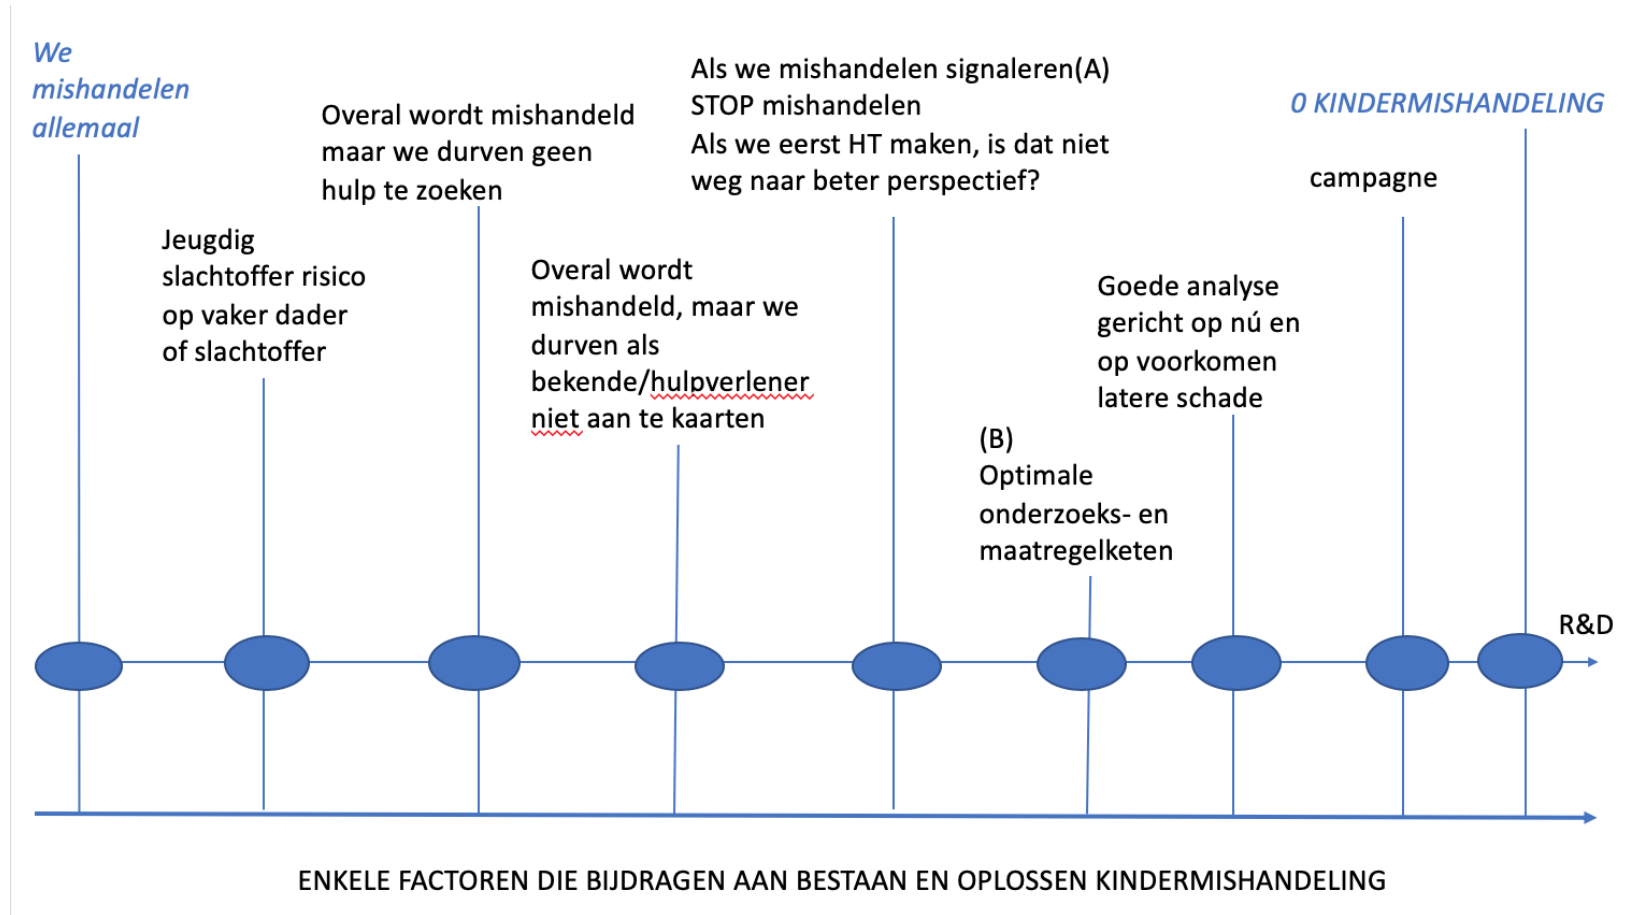 We
mishandelen
allemaal
Jeugdig
slachtoffer risico
op vaker dader
of slachtoffer
Overal wordt mishandeld
maar we durven geen
hulp te zoeken
Overal wordt
mishandeld, maar we
durven als
bekende/hulpverlener
niet aan te kaarten
Als we mishandelen signaleren(A)
STOP mishandelen
Als we eerst HT maken, is dat niet
weg naar beter perspectief?
(B)
Optimale
onderzoeks- en
maatregelketen
Goede analyse
gericht op nú en
op voorkomen
latere schade
campagne
0 KINDERMISHANDELING
R&D
ENKELE FACTOREN DIE BIJDRAGEN AAN BESTAAN EN OPLOSSEN KINDERMISHANDELING